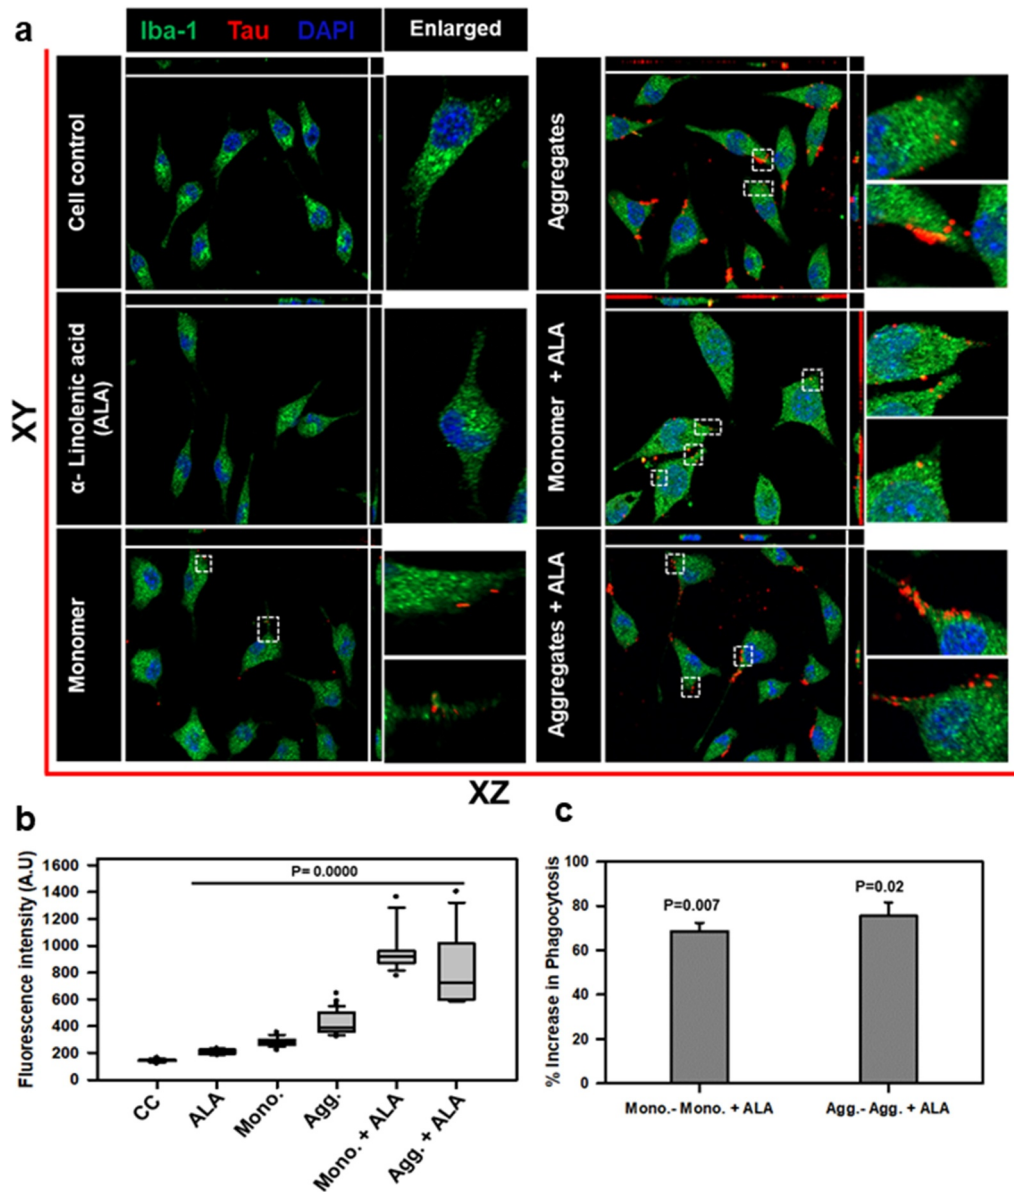 a
Iba-1 Tau DAPI Enlarged
Cell control
α- Linolenic acid
(ALA)
Monomer
Aggregates
Monomer + ALA
Aggregates + ALA
XY
XZ
b
Fluorescence intensity (A.U)
1600
1400
1200
1000
800
600
400
200
0
P= 0.0000
CC
ALA
Mono.
Agg.
Mono. + ALA
Agg. + ALA
c
% Increase in Phagocytosis
100
80
60
40
20
0
P=0.007
P=0.02
Mono.- Mono. + ALA
Agg.- Agg. + ALA